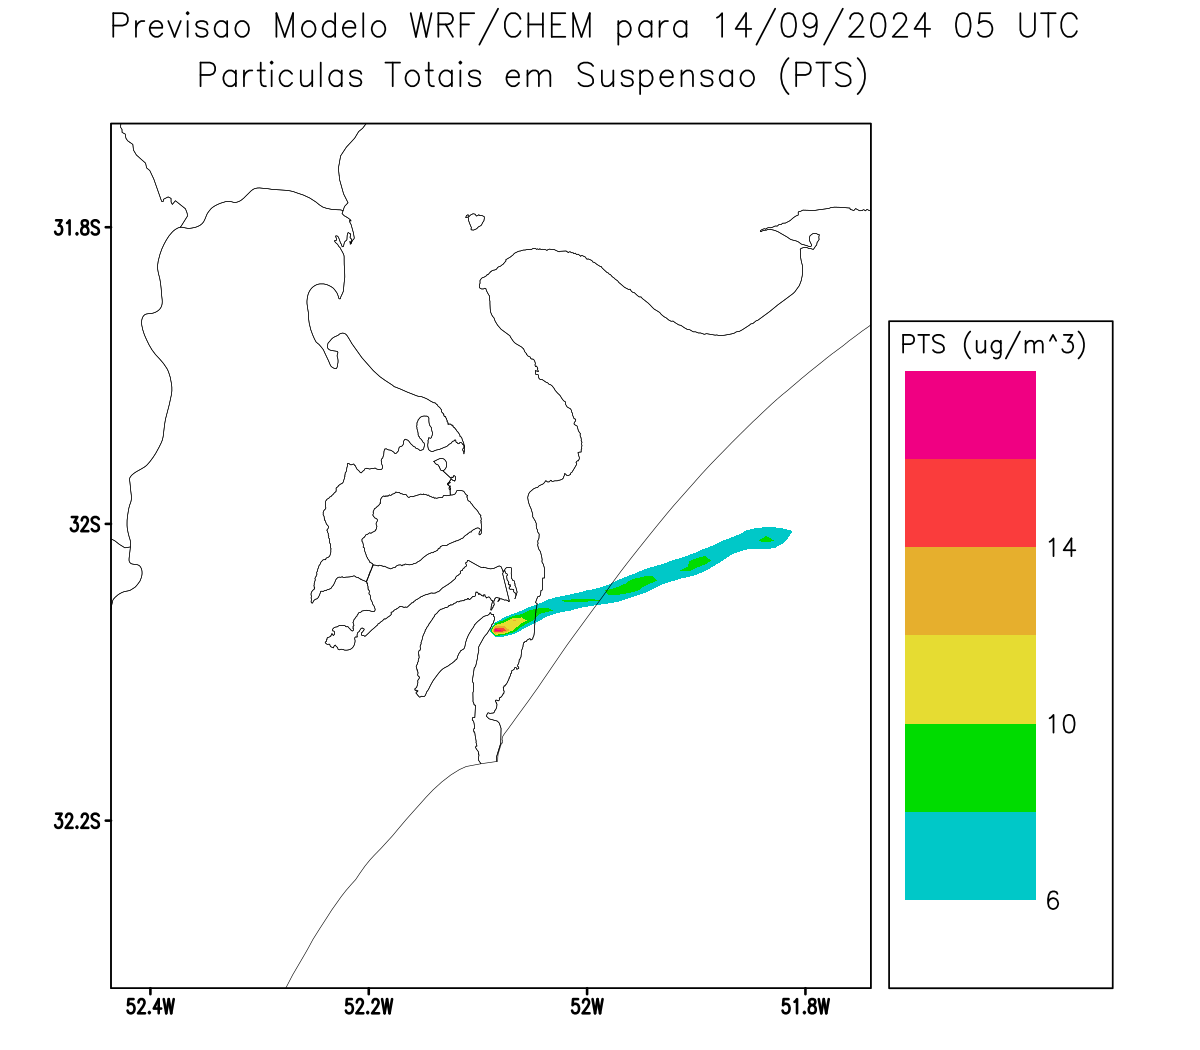 Previsao Modelo WRF/CHEM para 14/09/2024 05 UTC
Particulas Totais em Suspensao (PTS)
31.8S
32S
32.2S
52.4W 52.2W 52W 51.8W
PTS (ug/m^3)
14
10
6